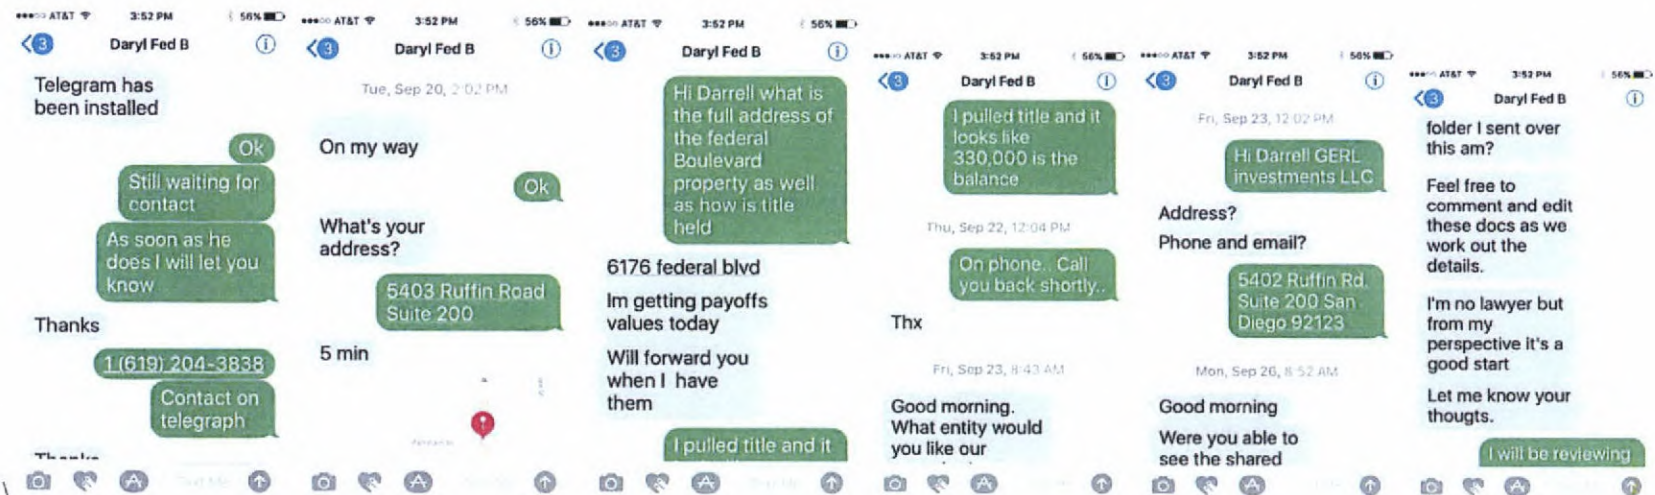 AT&T 3:52 PM 56%
3 Daryl Fed B
Telegram has
been installed
Ok
Still waiting for
contact
As soon as he
does I will let you
know
Thanks
1 (619) 204-3838
Contact on
telegraph
Thanks
AT&T 3:52 PM 56%
3 Daryl Fed B
Tue, Sep 20, 2:02 PM
On my way
Ok
What's your
address?
5403 Ruffin Road
Suite 200
5 min
AT&T 3:52 PM 56%
3 Daryl Fed B
Hi Darrell what is
the full address of
the federal
Boulevard
property as well
as how is title
held
6176 federal blvd
Im getting payoffs
values today
Will forward you
when I have
them
I pulled title and it
AT&T 3:52 PM 56%
3 Daryl Fed B
I pulled title and it
looks like
330,000 is the
balance
Thu, Sep 22, 12:04 PM
On phone.. Call
you back shortly..
Thx
Fri, Sep 23, 8:43 AM
Good morning.
What entity would
you like our
AT&T 3:52 PM 56%
3 Daryl Fed B
Fri, Sep 23, 12:02 PM
Hi Darrell GERL
investments LLC
Address?
Phone and email?
5402 Ruffin Rd.
Suite 200 San
Diego 92123
Mon, Sep 26, 8:52 AM
Good morning
Were you able to
see the shared
AT&T 3:52 PM 56%
3 Daryl Fed B
folder I sent over
this am?
Feel free to
comment and edit
these docs as we
work out the
details.
I'm no lawyer but
from my
perspective it's a
good start
Let me know your
thougts.
I will be reviewing